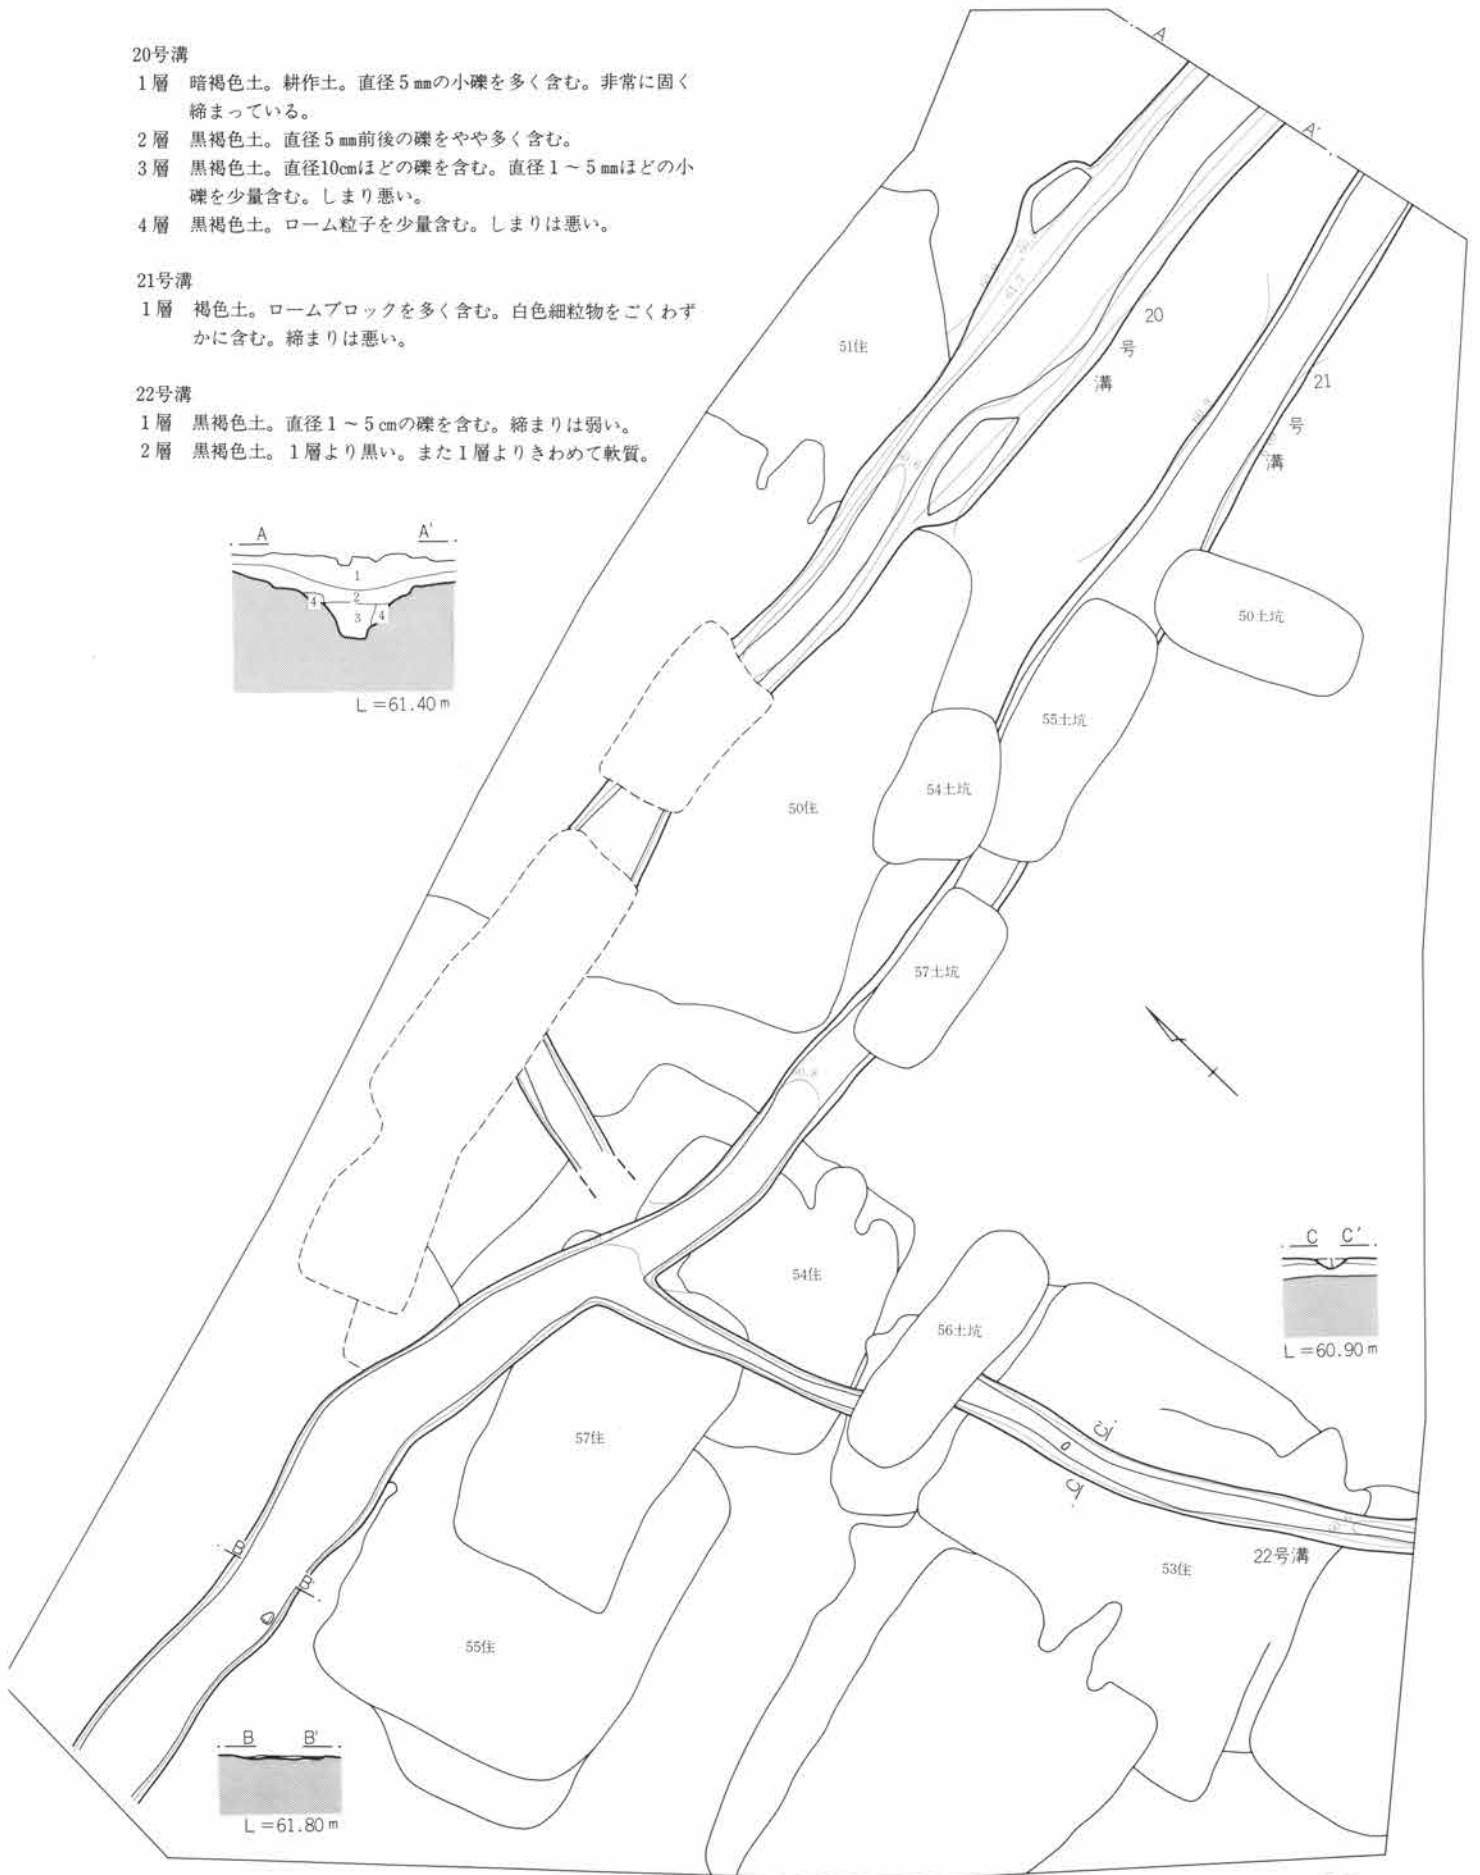 20号溝
1層 暗褐色土。耕作土。直径5㎜の小礫を多く含む。非常に固く
締まっている。
2層 黒褐色土。直径5㎜前後の礫をやや多く含む。
3層 黒褐色土。直径10㎝ほどの礫を含む。直径1～5㎜ほどの小
礫を少量含む。しまり悪い。
4層 黒褐色土。ローム粒子を少量含む。しまりは悪い。
21号溝
1層 褐色土。ロームブロックを多く含む。白色細粒物をごくわず
かに含む。締まりは悪い。
22号溝
1層 黒褐色土。直径1～5㎝の礫を含む。締まりは弱い。
2層 黒褐色土。1層より黒い。また1層よりきわめて軟質。
A A'
1
2
4
3
4
L=61.40m
A
A'
61.2
51住
20
号
溝
21
号
溝
50土坑
55土坑
54土坑
50住
57土坑
60.8
54住
56土坑
C C'
L=60.90m
57住
C
C'
53住
22号溝
B
B'
55住
B B'
L=61.80m